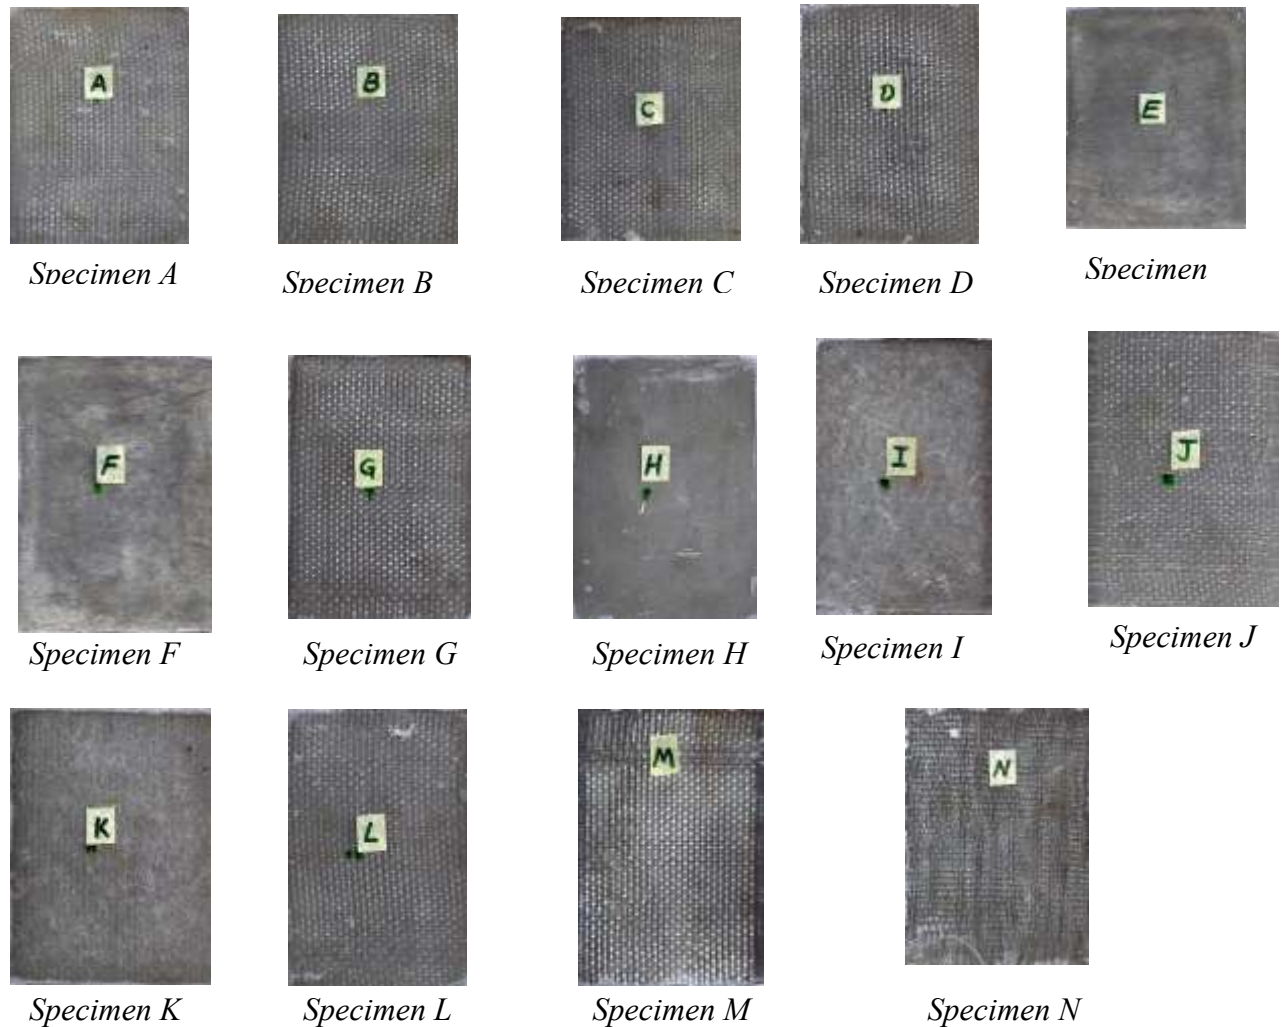 A
B
C
D
E
Specimen A
Specimen B
Specimen C
Specimen D
Specimen
F
G
H
I
J
Specimen F
Specimen G
Specimen H
Specimen I
Specimen J
K
L
M
N
Specimen K
Specimen L
Specimen M
Specimen N